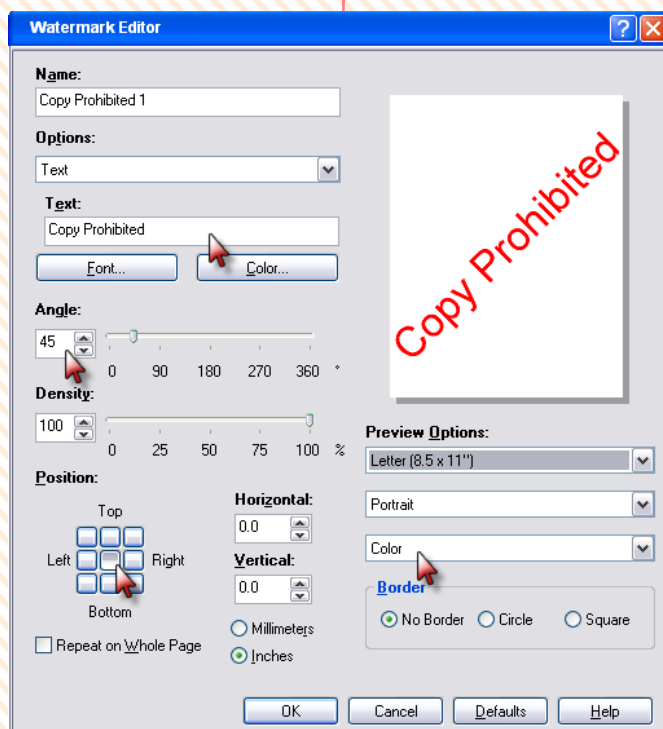 Watermark Editor
Name:
Copy Prohibited 1
Options:
Text
Text:
Copy Prohibited
Font... Color...
Angle:
45
0 90 180 270 360 °
Density:
100
0 25 50 75 100 %
Position:
Top
Left Right
Bottom
Repeat on Whole Page
Horizontal:
0.0
Vertical:
0.0
Millimeters
Inches
Copy Prohibited
Preview Options:
Letter (8.5 x 11")
Portrait
Color
Border
No Border Circle Square
OK Cancel Defaults Help